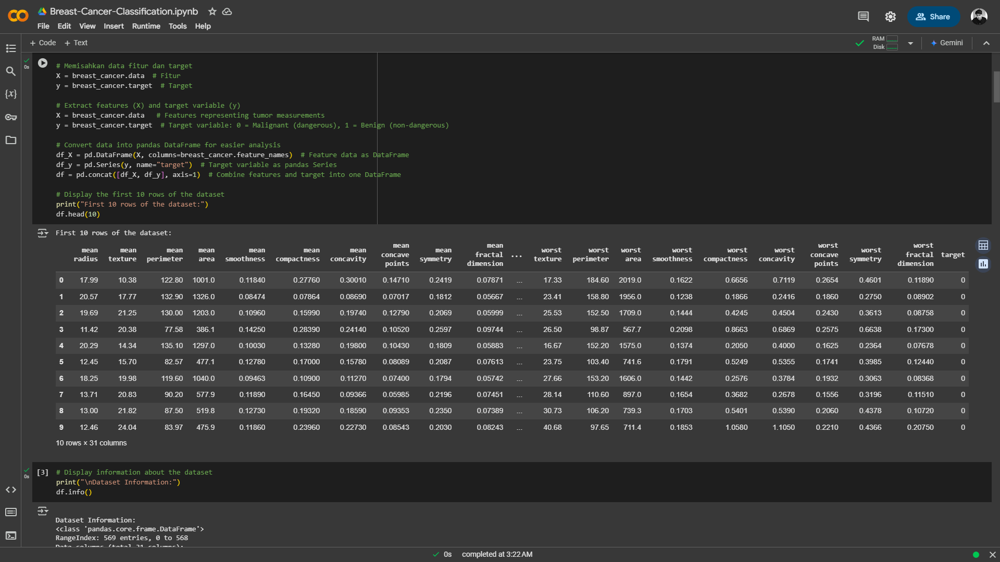 Breast-Cancer-Classification.ipynb
File Edit View Insert Runtime Tools Help
Share
+ Code + Text
RAM
Disk
Gemini
0s
# Memisahkan data fitur dan target
X = breast_cancer.data  # Fitur
y = breast_cancer.target  # Target
# Extract features (X) and target variable (y)
X = breast_cancer.data   # Features representing tumor measurements
y = breast_cancer.target  # Target variable: 0 = Malignant (dangerous), 1 = Benign (non-dangerous)
# Convert data into pandas DataFrame for easier analysis
df_X = pd.DataFrame(X, columns=breast_cancer.feature_names)  # Feature data as DataFrame
df_y = pd.Series(y, name="target")  # Target variable as pandas Series
df = pd.concat([df_X, df_y], axis=1)  # Combine features and target into one DataFrame
# Display the first 10 rows of the dataset
print("First 10 rows of the dataset:")
df.head(10)
First 10 rows of the dataset:
mean radius mean texture mean perimeter mean area mean smoothness mean compactness mean concavity mean concave points mean symmetry mean fractal dimension ... worst texture worst perimeter worst area worst smoothness worst compactness worst concavity worst concave points worst symmetry worst fractal dimension target
0 17.99 10.38 122.80 1001.0 0.11840 0.27760 0.30010 0.14710 0.2419 0.07871 ... 17.33 184.60 2019.0 0.1622 0.6656 0.7119 0.2654 0.4601 0.11890 0
1 20.57 17.77 132.90 1326.0 0.08474 0.07864 0.08690 0.07017 0.1812 0.05667 ... 23.41 158.80 1956.0 0.1238 0.1866 0.2416 0.1860 0.2750 0.08902 0
2 19.69 21.25 130.00 1203.0 0.10960 0.15990 0.19740 0.12790 0.2069 0.05999 ... 25.53 152.50 1709.0 0.1444 0.4245 0.4504 0.2430 0.3613 0.08758 0
3 11.42 20.38 77.58 386.1 0.14250 0.28390 0.24140 0.10520 0.2597 0.09744 ... 26.50 98.87 567.7 0.2098 0.8663 0.6869 0.2575 0.6638 0.17300 0
4 20.29 14.34 135.10 1297.0 0.10030 0.13280 0.19800 0.10430 0.1809 0.05883 ... 16.67 152.20 1575.0 0.1374 0.2050 0.4000 0.1625 0.2364 0.07678 0
5 12.45 15.70 82.57 477.1 0.12780 0.17000 0.15780 0.08089 0.2087 0.07613 ... 23.75 103.40 741.6 0.1791 0.5249 0.5355 0.1741 0.3985 0.12440 0
6 18.25 19.98 119.60 1040.0 0.09463 0.10900 0.11270 0.07400 0.1794 0.05742 ... 27.66 153.20 1606.0 0.1442 0.2576 0.3784 0.1932 0.3063 0.08368 0
7 13.71 20.83 90.20 577.9 0.11890 0.16450 0.09366 0.05985 0.2196 0.07451 ... 28.14 110.60 897.0 0.1654 0.3682 0.2678 0.1556 0.3196 0.11510 0
8 13.00 21.82 87.50 519.8 0.12730 0.19320 0.18590 0.09353 0.2350 0.07389 ... 30.73 106.20 739.3 0.1703 0.5401 0.5390 0.2060 0.4378 0.10720 0
9 12.46 24.04 83.97 475.9 0.11860 0.23960 0.22730 0.08543 0.2030 0.08243 ... 40.68 97.65 711.4 0.1853 1.0580 1.1050 0.2210 0.4366 0.20750 0
10 rows × 31 columns
0s
[3] # Display information about the dataset
print("\nDataset Information:")
df.info()
Dataset Information:
<class 'pandas.core.frame.DataFrame'>
RangeIndex: 569 entries, 0 to 568
Data columns (total 31 columns):
0s completed at 3:22 AM